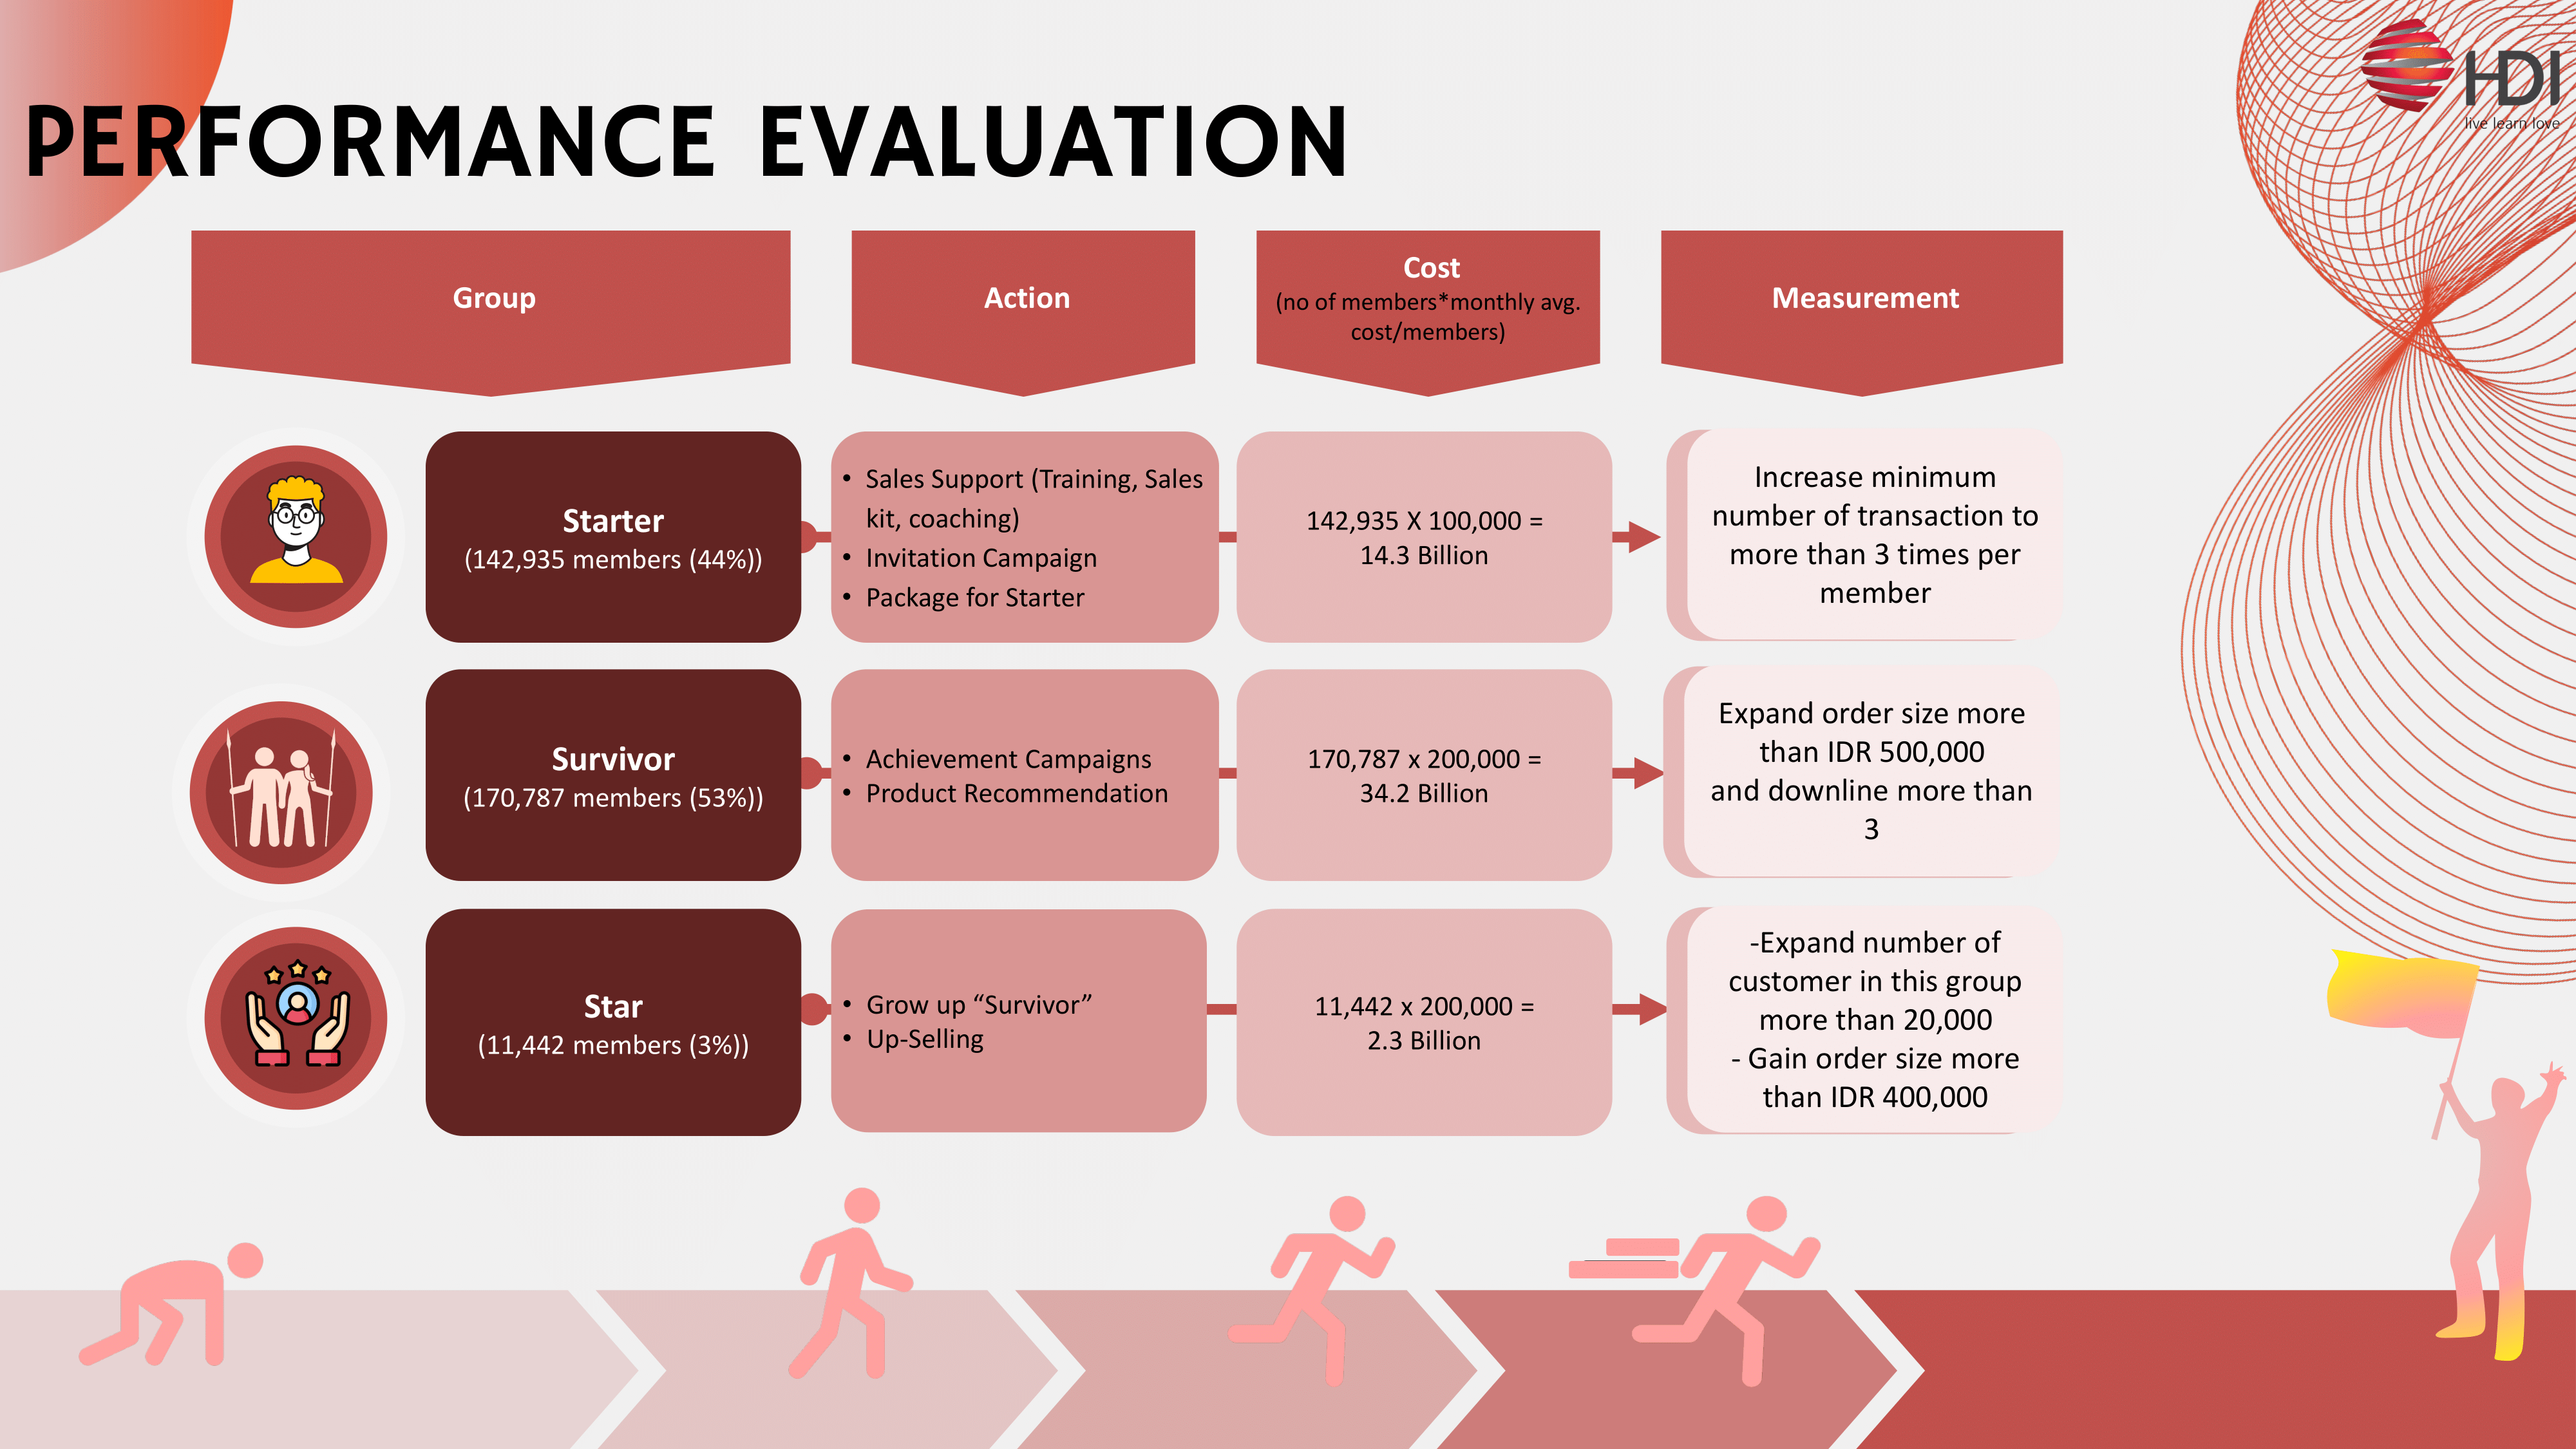 HDI
live learn love
PERFORMANCE EVALUATION
Group
Action
Cost
(no of members*monthly avg.
cost/members)
Measurement
Starter
(142,935 members (44%))
• Sales Support (Training, Sales
kit, coaching)
• Invitation Campaign
• Package for Starter
142,935 X 100,000 =
14.3 Billion
Increase minimum
number of transaction to
more than 3 times per
member
Survivor
(170,787 members (53%))
• Achievement Campaigns
• Product Recommendation
170,787 x 200,000 =
34.2 Billion
Expand order size more
than IDR 500,000
and downline more than
3
Star
(11,442 members (3%))
• Grow up “Survivor”
• Up-Selling
11,442 x 200,000 =
2.3 Billion
-Expand number of
customer in this group
more than 20,000
- Gain order size more
than IDR 400,000